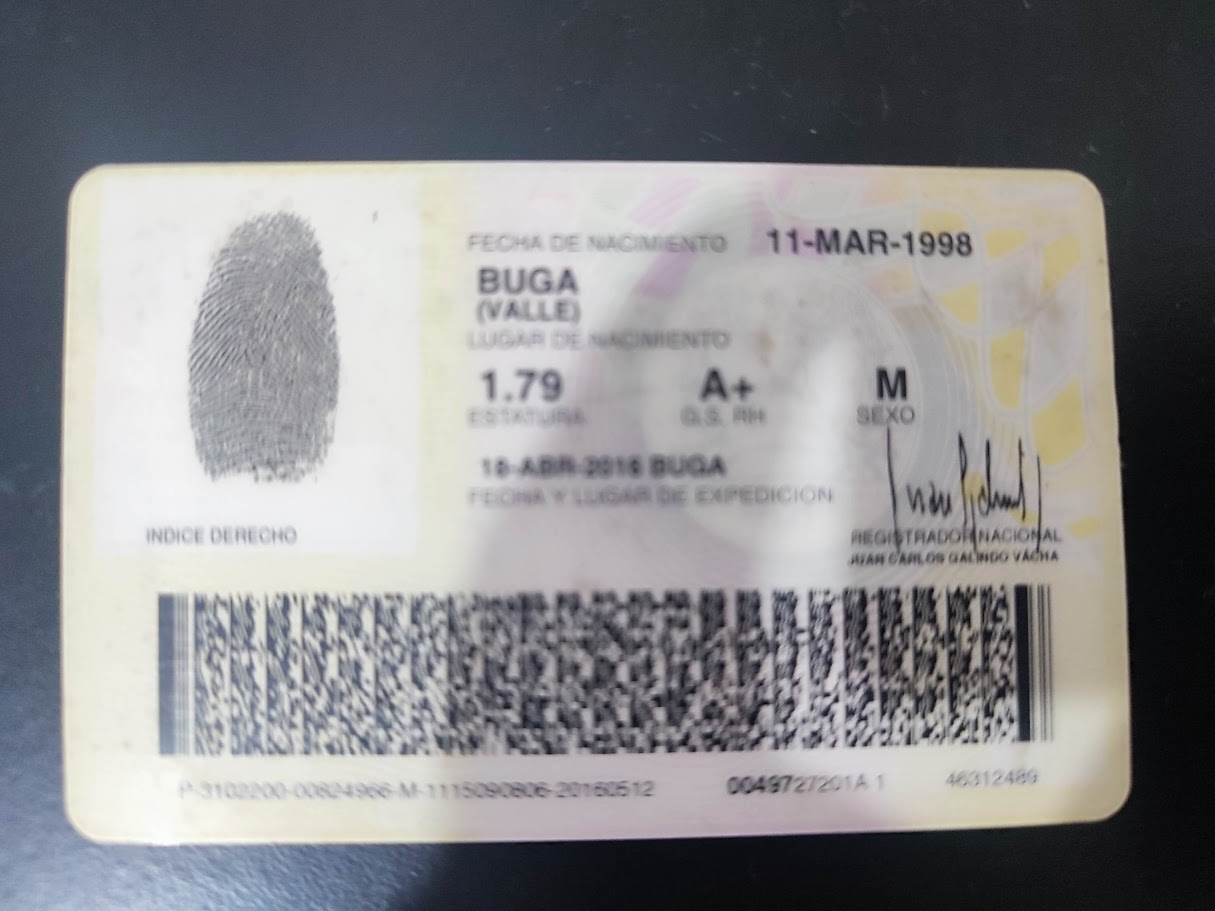 FECHA DE NACIMIENTO 11-MAR-1998
BUGA
(VALLE)
LUGAR DE NACIMIENTO
1.79 A+ M
ESTATURA G.S. RH SEXO
18-ABR-2016 BUGA
FECHA Y LUGAR DE EXPEDICION
INDICE DERECHO
REGISTRADOR NACIONAL
JUAN CARLOS GALINDO VACHA
P-3102200-00824966-M-1115090806-20160512 0049727201A 1 46312489